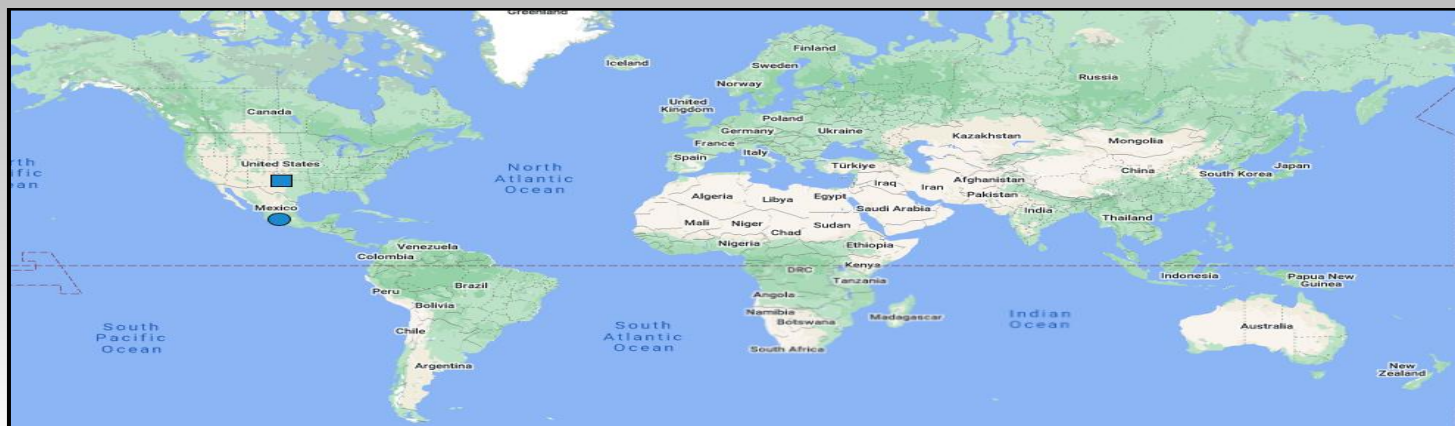 Greenland
Finland
Iceland
Sweden
Russia
Norway
Canada
United
Kingdom
Poland
Germany
Ukraine
Kazakhstan
Mongolia
France
United States
Spain
Italy
Türkiye
Japan
North
Atlantic
Ocean
China
South Korea
Afghanistan
Iraq
Iran
Pakistan
Algeria
Libya
Egypt
Mexico
Saudi Arabia
India
Thailand
Mali
Niger
Sudan
Chad
Venezuela
Nigeria
Ethiopia
Colombia
Kenya
DRC
Indonesia
Papua New
Guinea
Peru
Brazil
Tanzania
Angola
Bolivia
Namibia
Botswana
Madagascar
Indian
Ocean
South
Pacific
Ocean
Chile
South
Atlantic
Ocean
Australia
South Africa
Argentina
New
Zealand